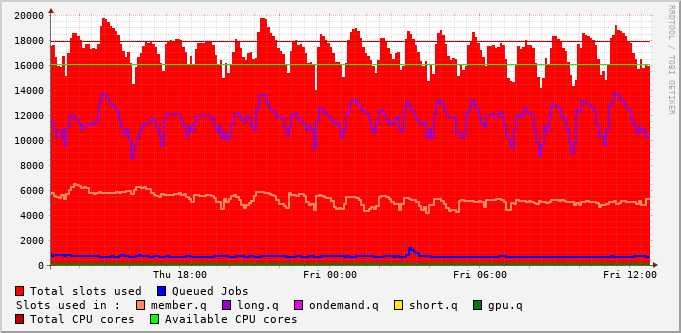 RRDTOOL / TOBI OETIKER
20000
18000
16000
14000
12000
10000
8000
6000
4000
2000
0
Thu 18:00 Fri 00:00 Fri 06:00 Fri 12:00
Total slots used Queued Jobs
Slots used in : member.q long.q ondemand.q short.q gpu.q
Total CPU cores Available CPU cores